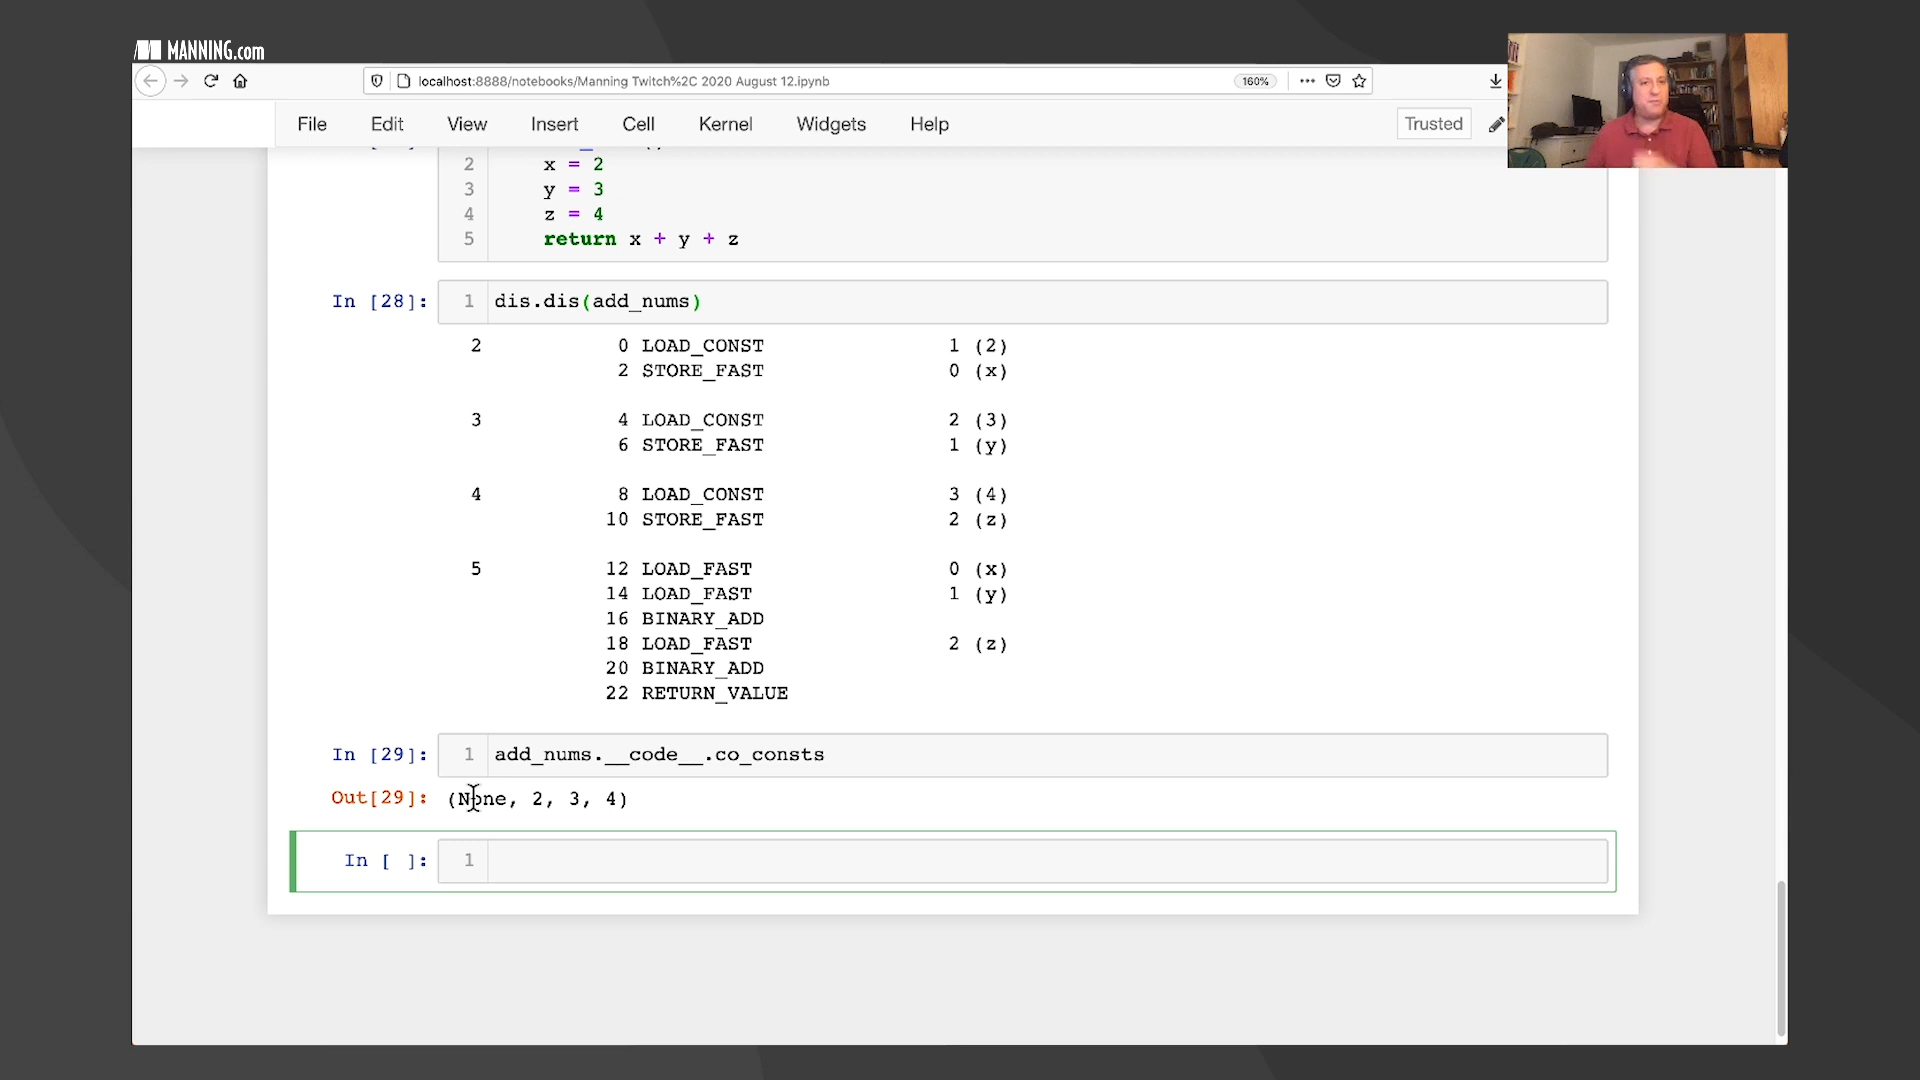 MANNING.com
localhost:8888/notebooks/Manning Twitch%2C 2020 August 12.ipynb 160%
File Edit View Insert Cell Kernel Widgets Help Trusted
2 x = 2
3 y = 3
4 z = 4
5 return x + y + z
In [28]: 1 dis.dis(add_nums)
2 0 LOAD_CONST 1 (2)
2 STORE_FAST 0 (x)
3 4 LOAD_CONST 2 (3)
6 STORE_FAST 1 (y)
4 8 LOAD_CONST 3 (4)
10 STORE_FAST 2 (z)
5 12 LOAD_FAST 0 (x)
14 LOAD_FAST 1 (y)
16 BINARY_ADD
18 LOAD_FAST 2 (z)
20 BINARY_ADD
22 RETURN_VALUE
In [29]: 1 add_nums.__code__.co_consts
Out[29]: (None, 2, 3, 4)
In [ ]: 1